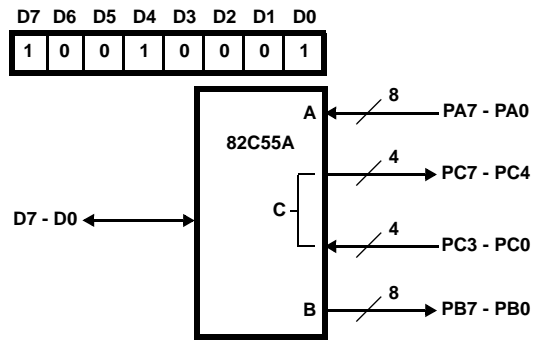 D7 D6 D5 D4 D3 D2 D1 D0
1 0 0 1 0 0 0 1
8
A PA7 - PA0
82C55A
4
PC7 - PC4
C
D7 - D0
4
PC3 - PC0
8
B PB7 - PB0